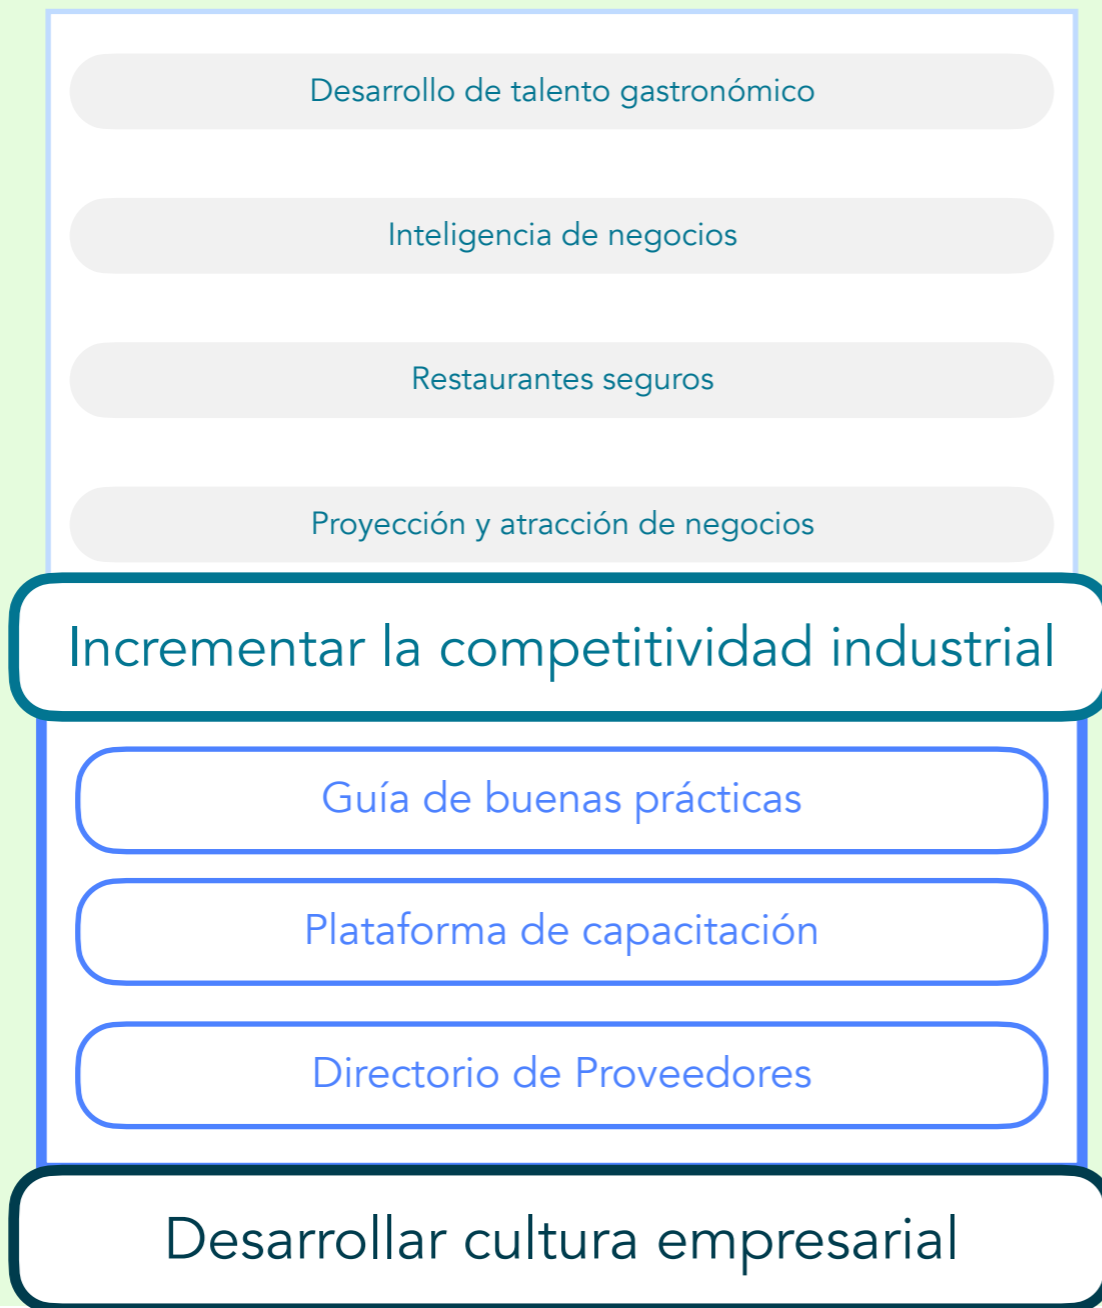 Desarrollo de talento gastronómico
Inteligencia de negocios
Restaurantes seguros
Proyección y atracción de negocios
Incrementar la competitividad industrial
Guía de buenas prácticas
Plataforma de capacitación
Directorio de Proveedores
Desarrollar cultura empresarial